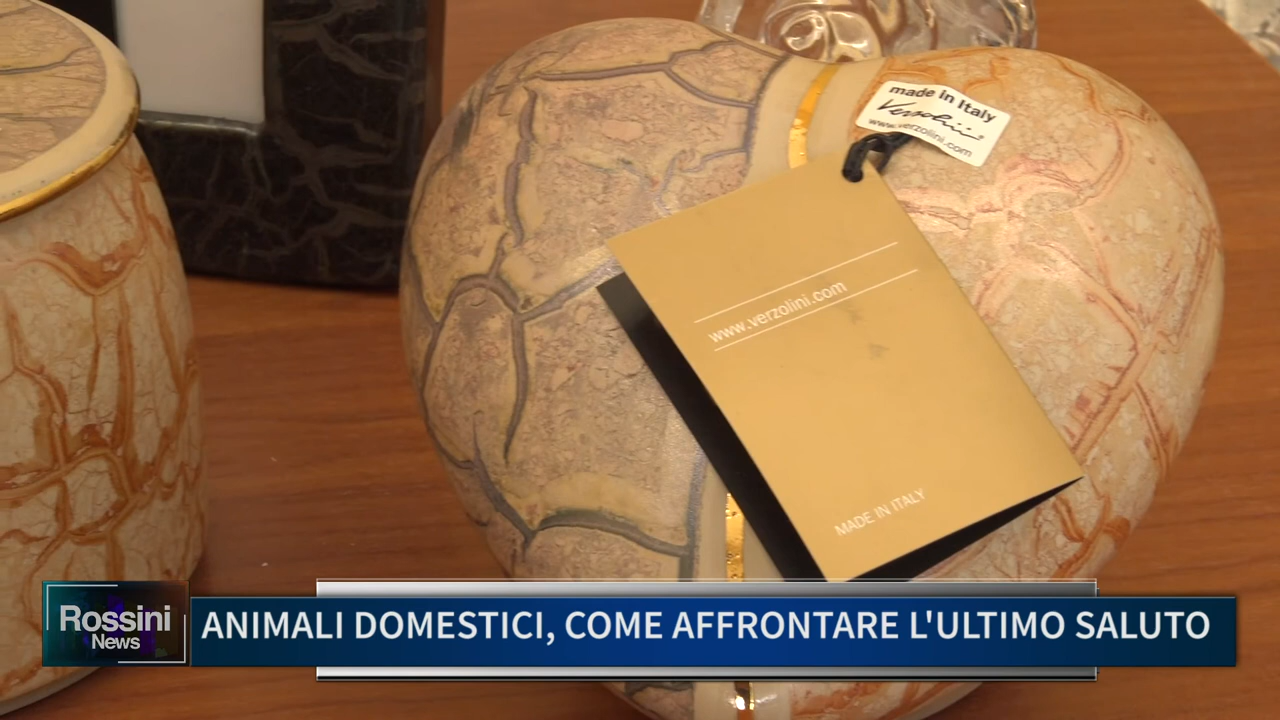 made in Italy
Verzolini
www.verzolini.com
www.verzolini.com
MADE IN ITALY
Rossini
News
ANIMALI DOMESTICI, COME AFFRONTARE L'ULTIMO SALUTO